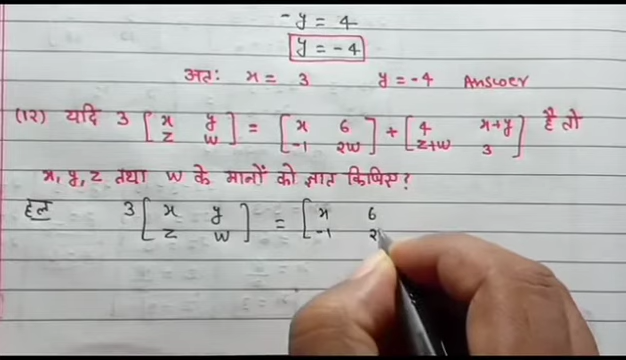 -y = 4
y = -4
अतः x = 3 y = -4 Answer
(12) यदि 3 [ x y = [ x 6 + [ 4 x+y है तो
z w ] -1 2w ] z+w 3 ]
x, y, z तथा w के मानों को ज्ञात किजिए?
हल 3 [ x y = [ x 6
z w ] -1 2